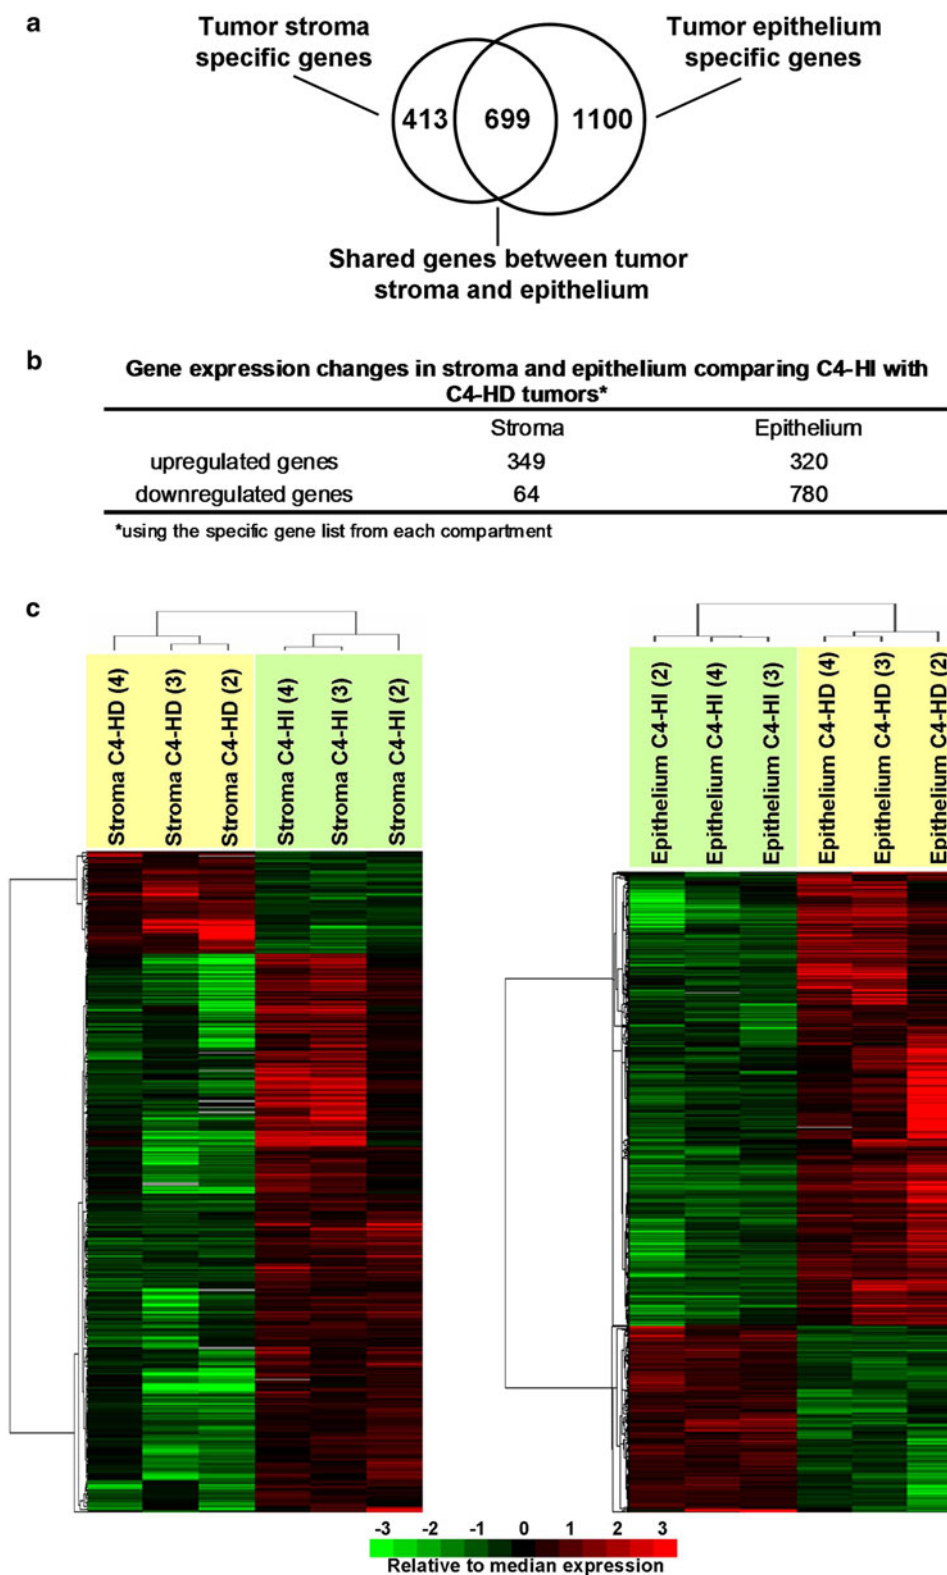 a
Tumor stroma
specific genes
Tumor epithelium
specific genes
413
699
1100
Shared genes between tumor
stroma and epithelium
b
Gene expression changes in stroma and epithelium comparing C4-HI with
C4-HD tumors*
Stroma Epithelium
upregulated genes 349 320
downregulated genes 64 780
*using the specific gene list from each compartment
c
Stroma C4-HD (4)
Stroma C4-HD (3)
Stroma C4-HD (2)
Stroma C4-HI (4)
Stroma C4-HI (3)
Stroma C4-HI (2)
Epithelium C4-HI (2)
Epithelium C4-HI (4)
Epithelium C4-HI (3)
Epithelium C4-HD (4)
Epithelium C4-HD (3)
Epithelium C4-HD (2)
-3 -2 -1 0 1 2 3
Relative to median expression